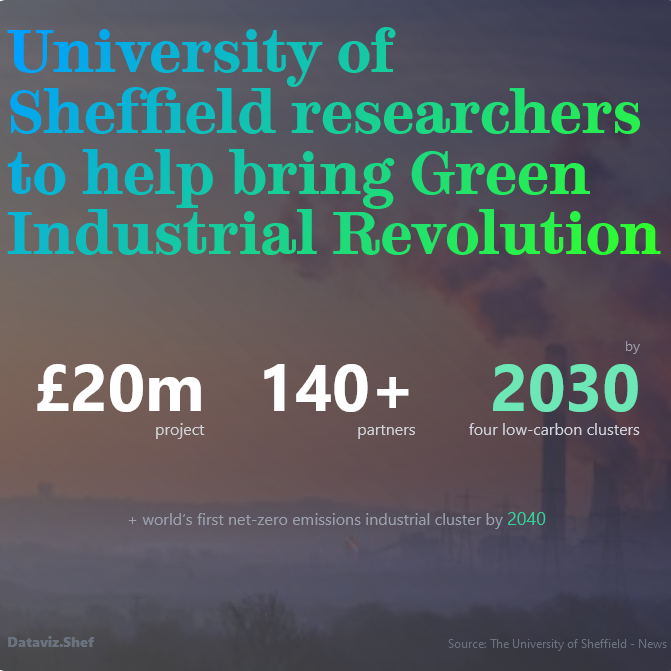 University of
Sheffield researchers
to help bring Green
Industrial Revolution
£20m
project
140+
partners
by
2030
four low-carbon clusters
+ world's first net-zero emissions industrial cluster by 2040
Dataviz.Shef
Source: The University of Sheffield - News